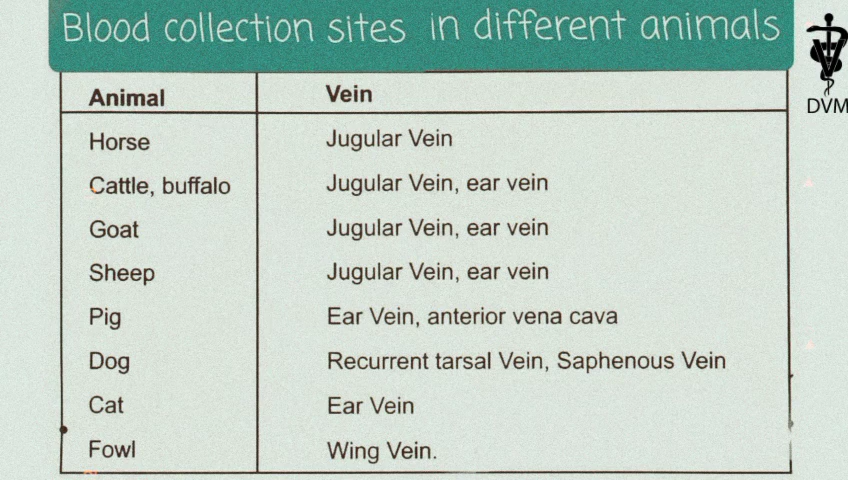 Blood collection sites in different animals
DVM
Animal Vein
Horse Jugular Vein
Cattle, buffalo Jugular Vein, ear vein
Goat Jugular Vein, ear vein
Sheep Jugular Vein, ear vein
Pig Ear Vein, anterior vena cava
Dog Recurrent tarsal Vein, Saphenous Vein
Cat Ear Vein
Fowl Wing Vein.